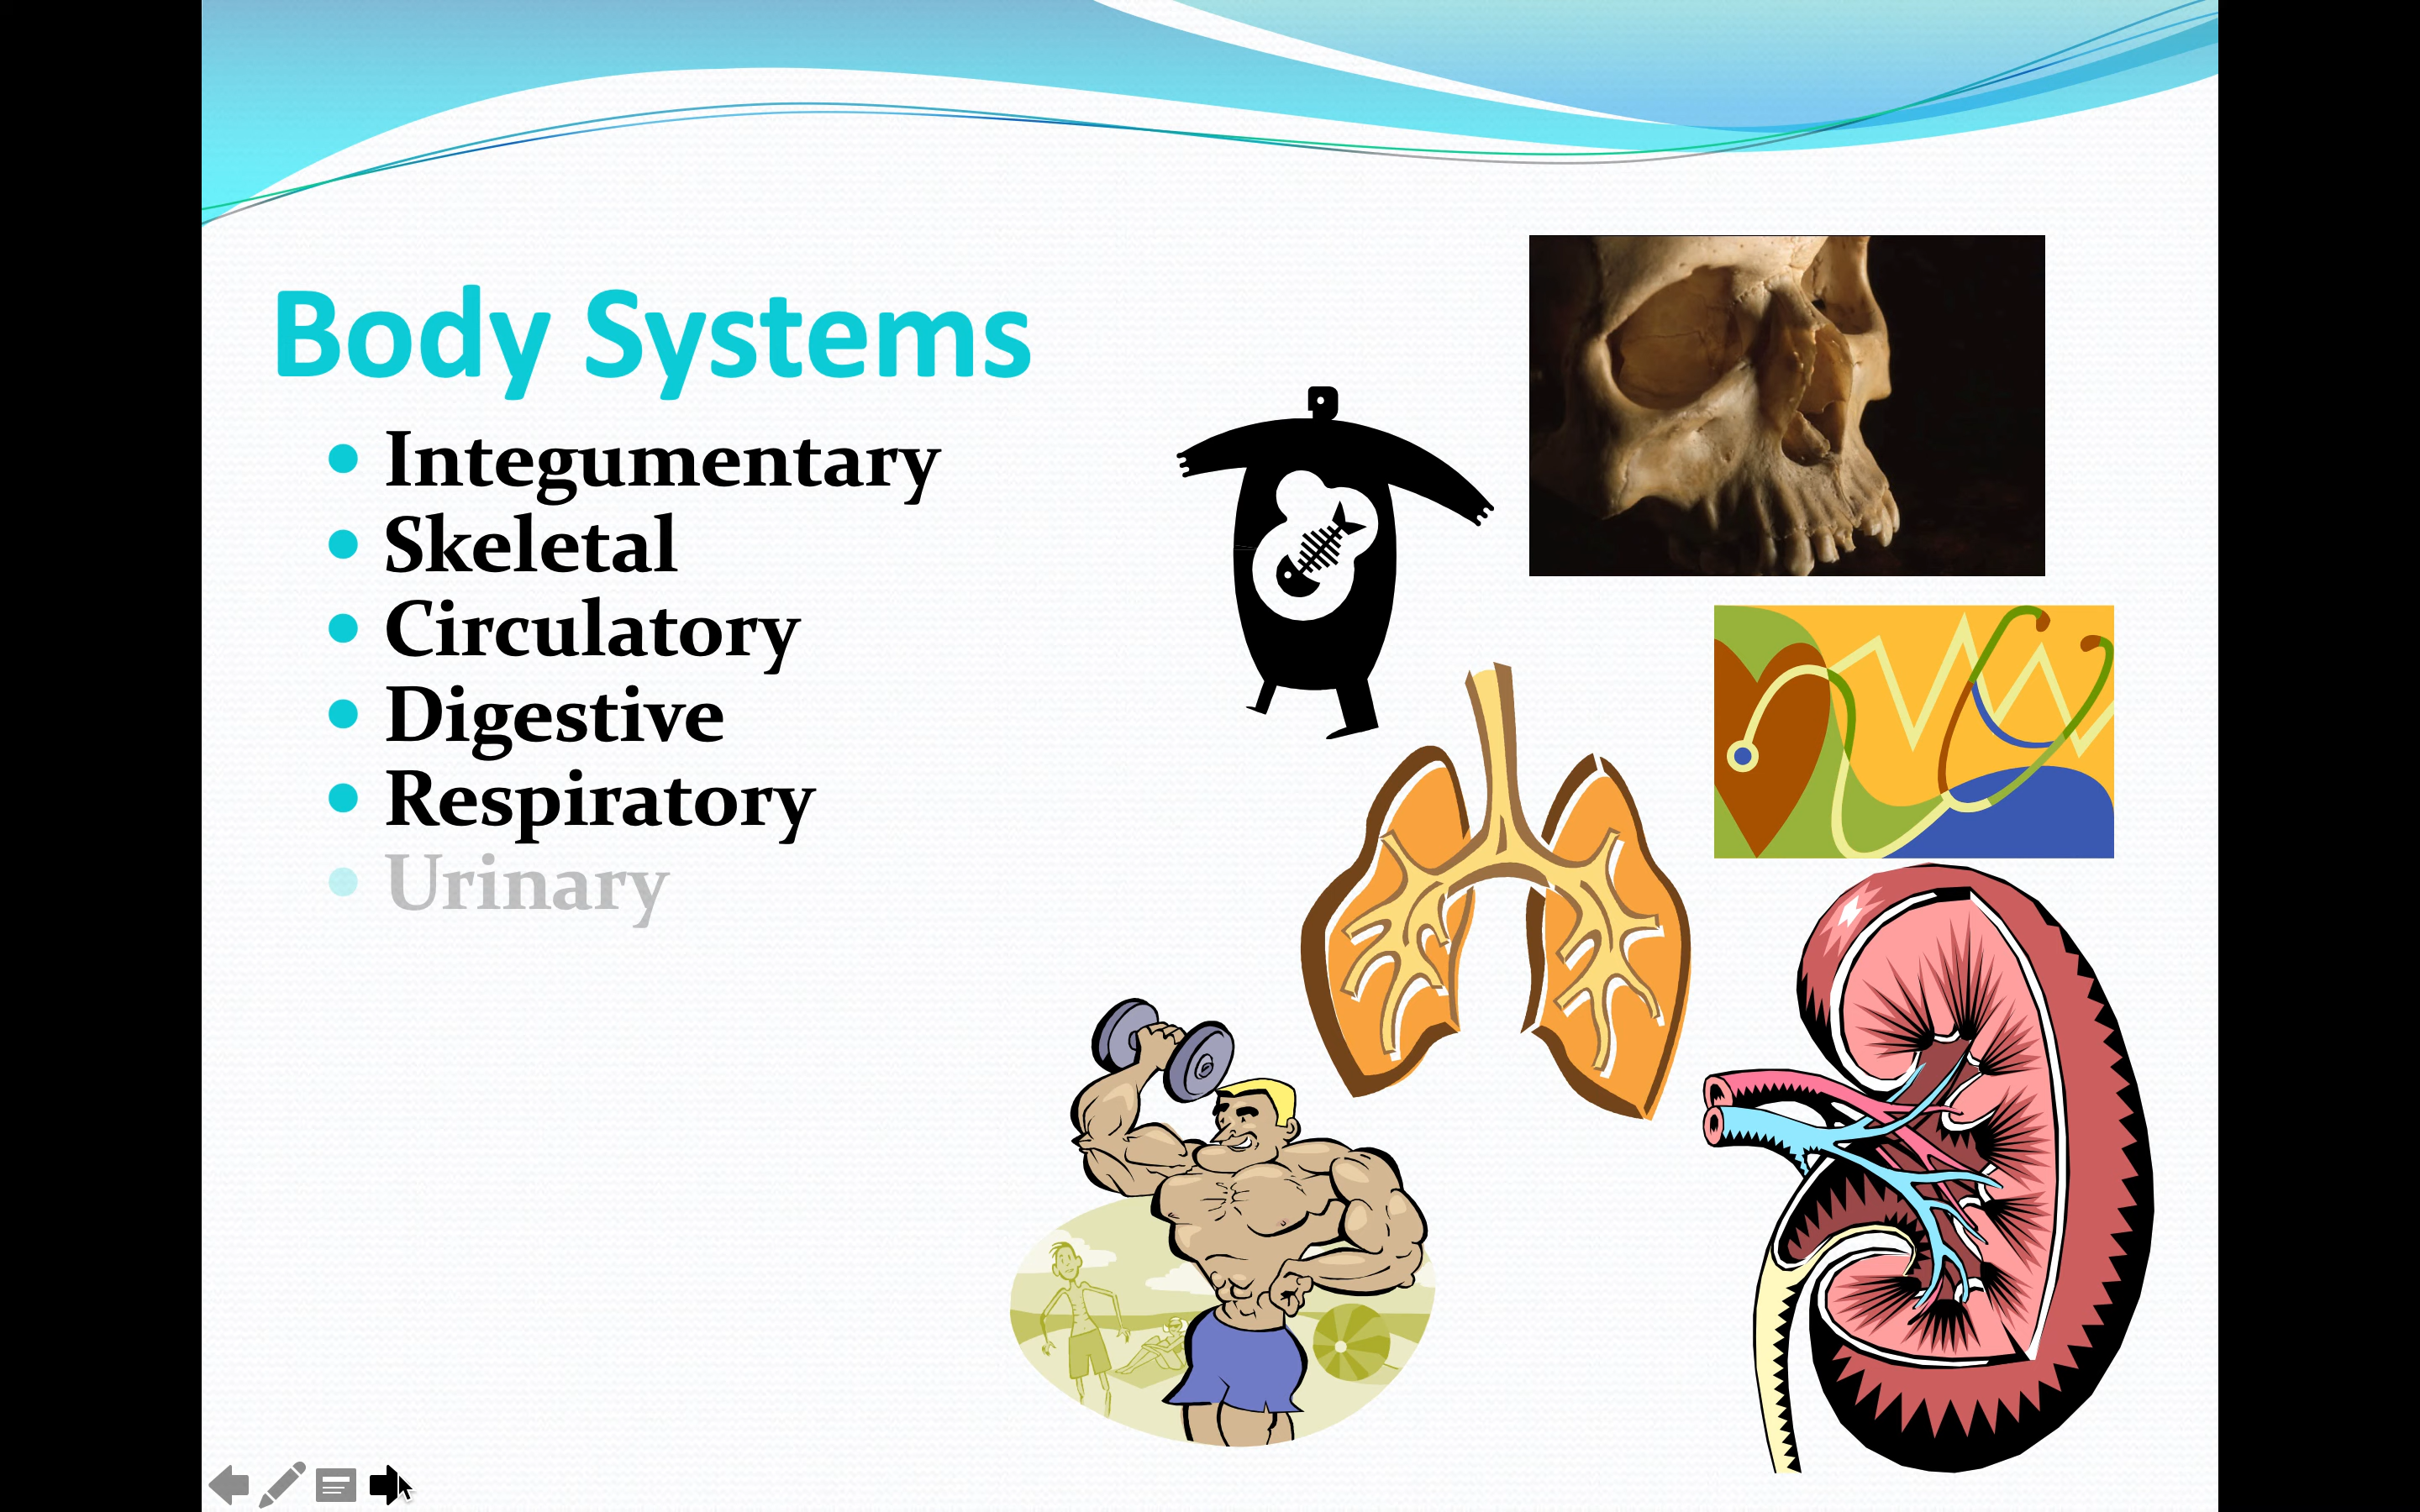 Body Systems
Integumentary
Skeletal
Circulatory
Digestive
Respiratory
Urinary